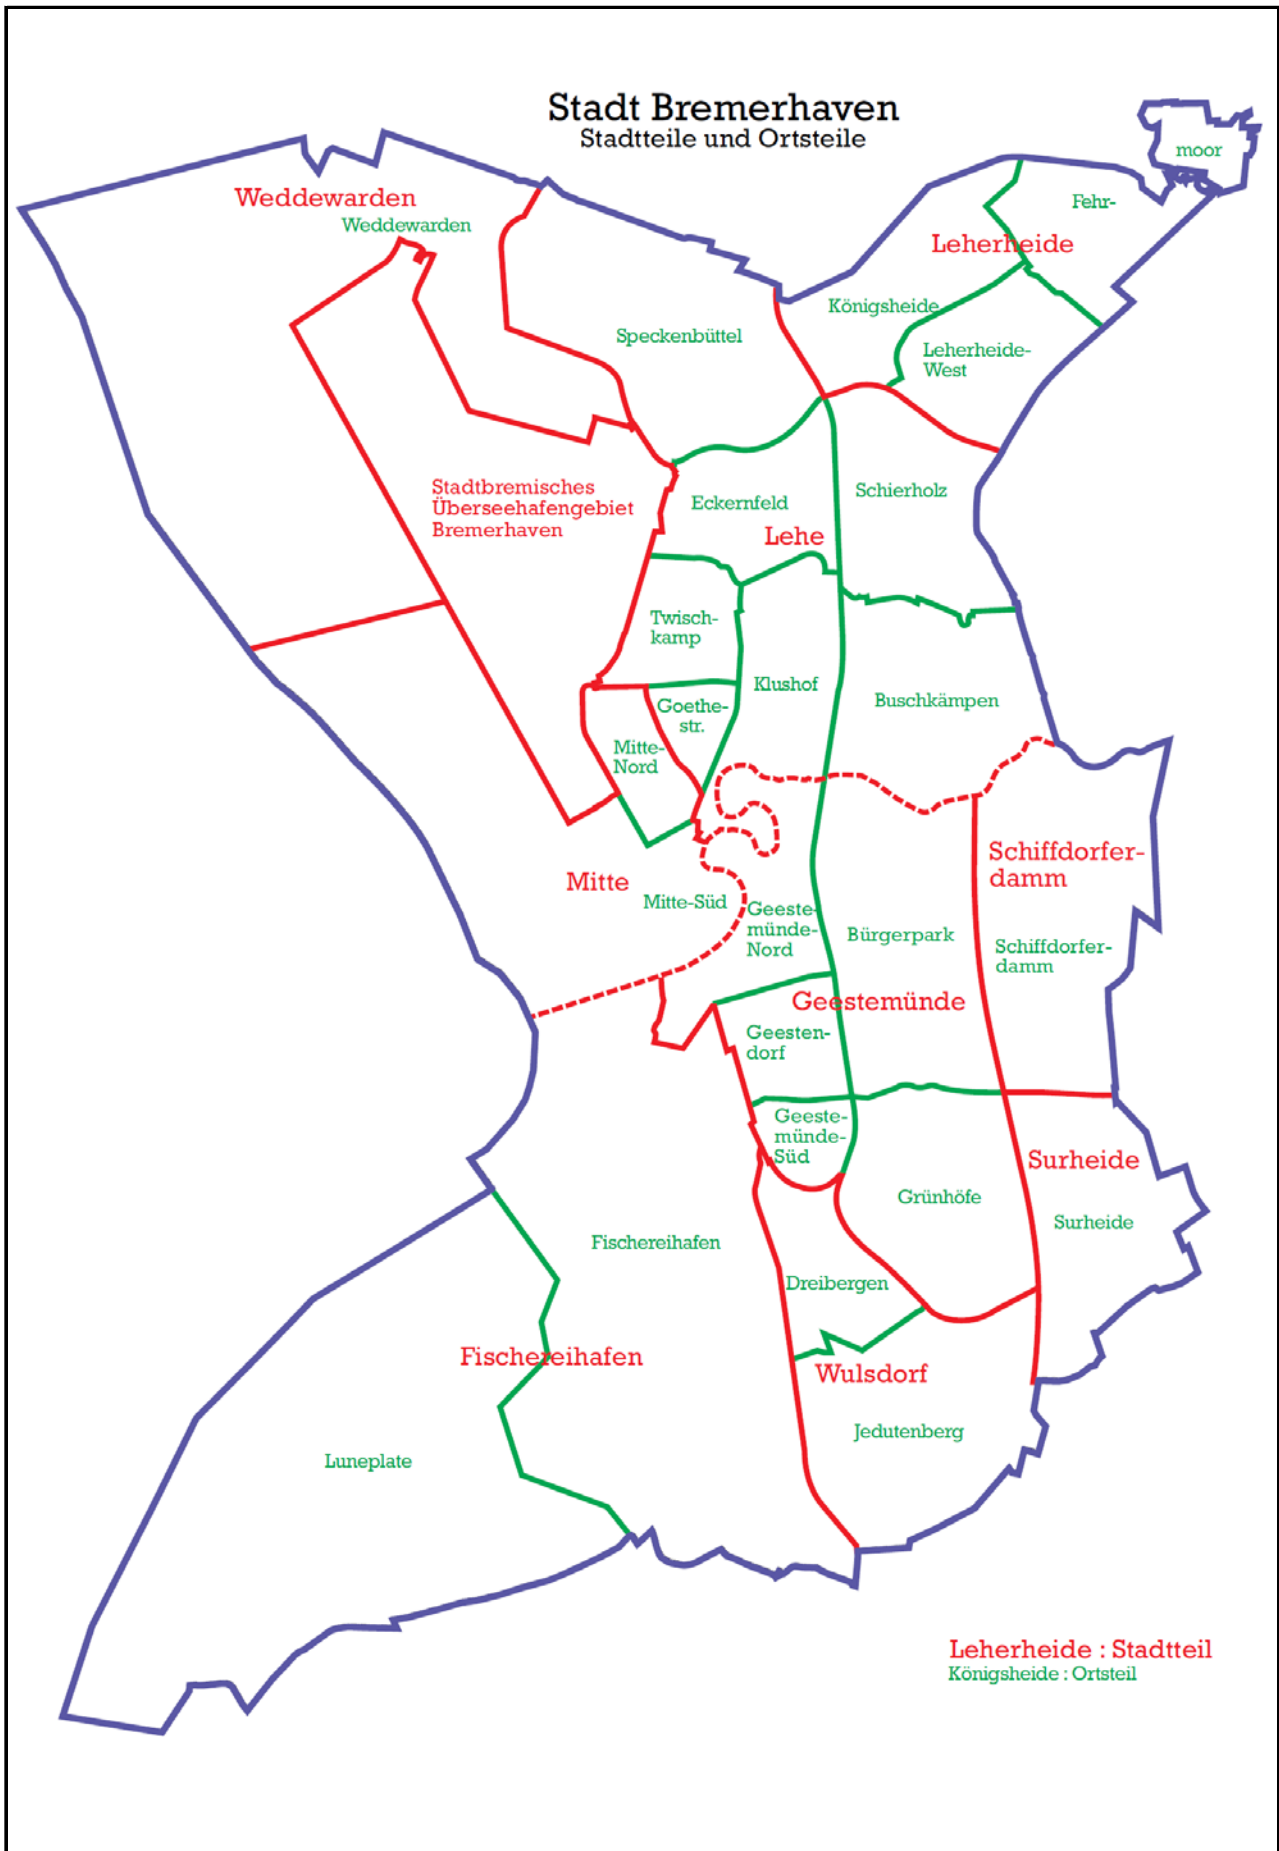 Stadt Bremerhaven
Stadtteile und Ortsteile
moor
Weddewarden
Weddewarden
Fehr-
Leherheide
Königsheide
Speckenbüttel
Leherheide-
West
Stadtbremisches
Überseehafengebiet
Bremerhaven
Eckernfeld
Schierholz
Lehe
Twisch-
kamp
Klushof
Buschkämpen
Goethe-
str.
Mitte-
Nord
Schiffdorfer-
damm
Mitte
Mitte-Süd
Geeste-
münde-
Nord
Bürgerpark
Schiffdorfer-
damm
Geestemünde
Geesten-
dorf
Geeste-
münde-
Süd
Surheide
Grünhöfe
Surheide
Fischereihafen
Dreibergen
Fischereihafen
Wulsdorf
Jedutenberg
Luneplate
Leherheide : Stadtteil
Königsheide : Ortsteil